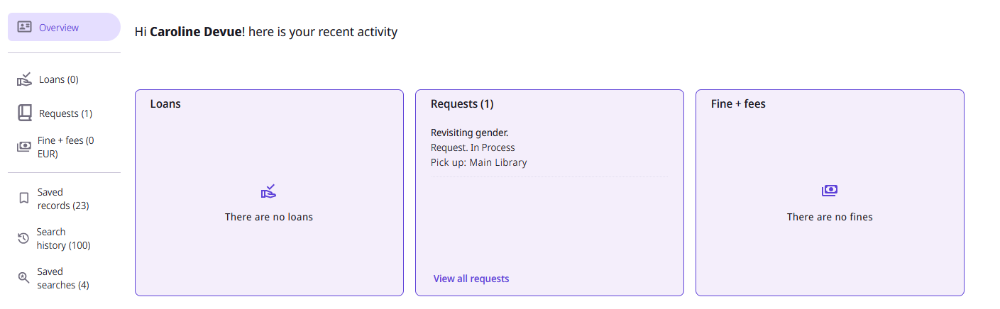 Overview
Loans (0)
Requests (1)
Fine + fees (0
EUR)
Saved
records (23)
Search
history (100)
Saved
searches (4)
Hi Caroline Devue! here is your recent activity
Loans
There are no loans
Requests (1)
Revisiting gender.
Request. In Process
Pick up: Main Library
View all requests
Fine + fees
There are no fines